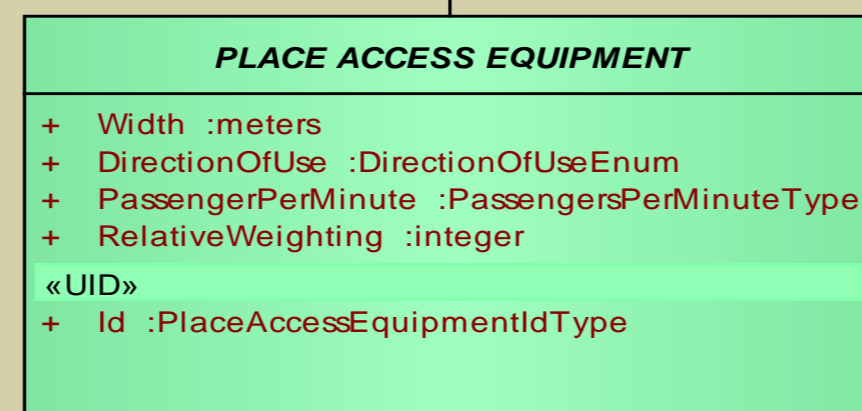 PLACE ACCESS EQUIPMENT
+ Width :meters
+ DirectionOfUse :DirectionOfUseEnum
+ PassengerPerMinute :PassengersPerMinuteType
+ RelativeWeighting :integer
«UID»
+ Id :PlaceAccessEquipmentIdType